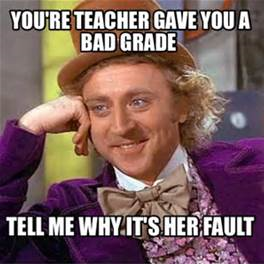 YOU'RE TEACHER GAVE YOU A
BAD GRADE
TELL ME WHY IT'S HER FAULT